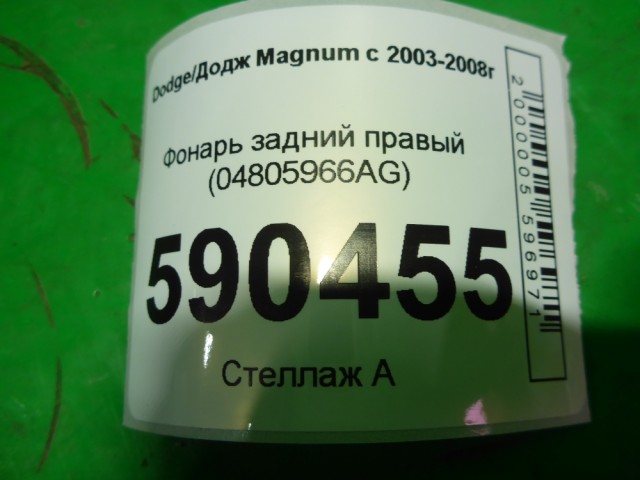 Dodge/Додж Magnum с 2003-2008г
Фонарь задний правый
(04805966AG)
590455
Стеллаж А
2000005596971